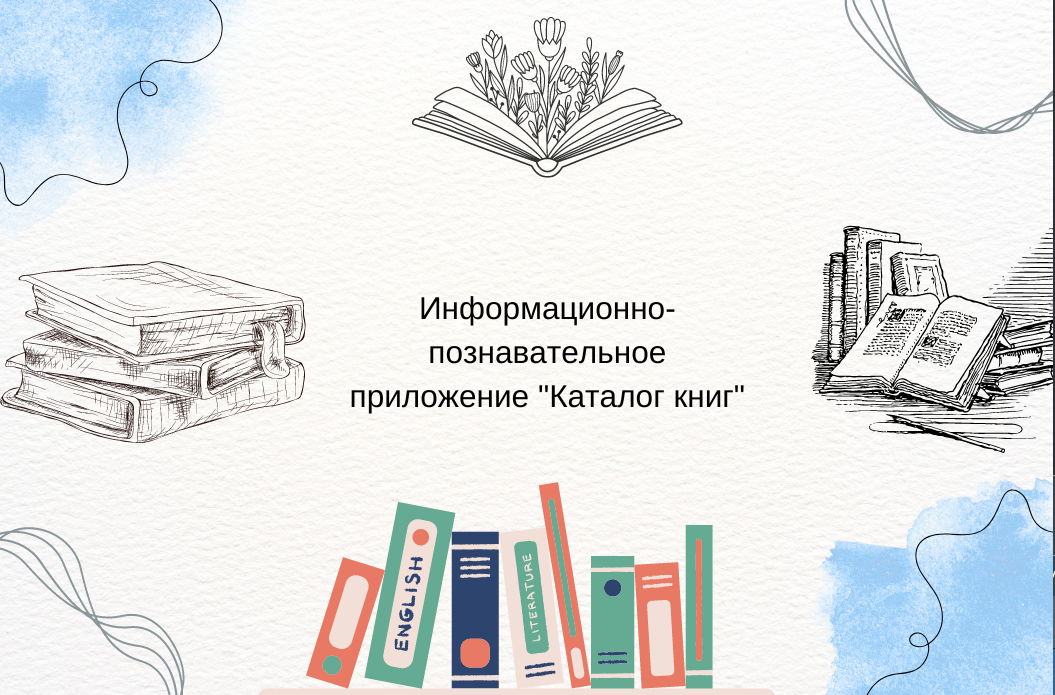 Информационно-
познавательное
приложение "Каталог книг"
ENGLISH
LITERATURE